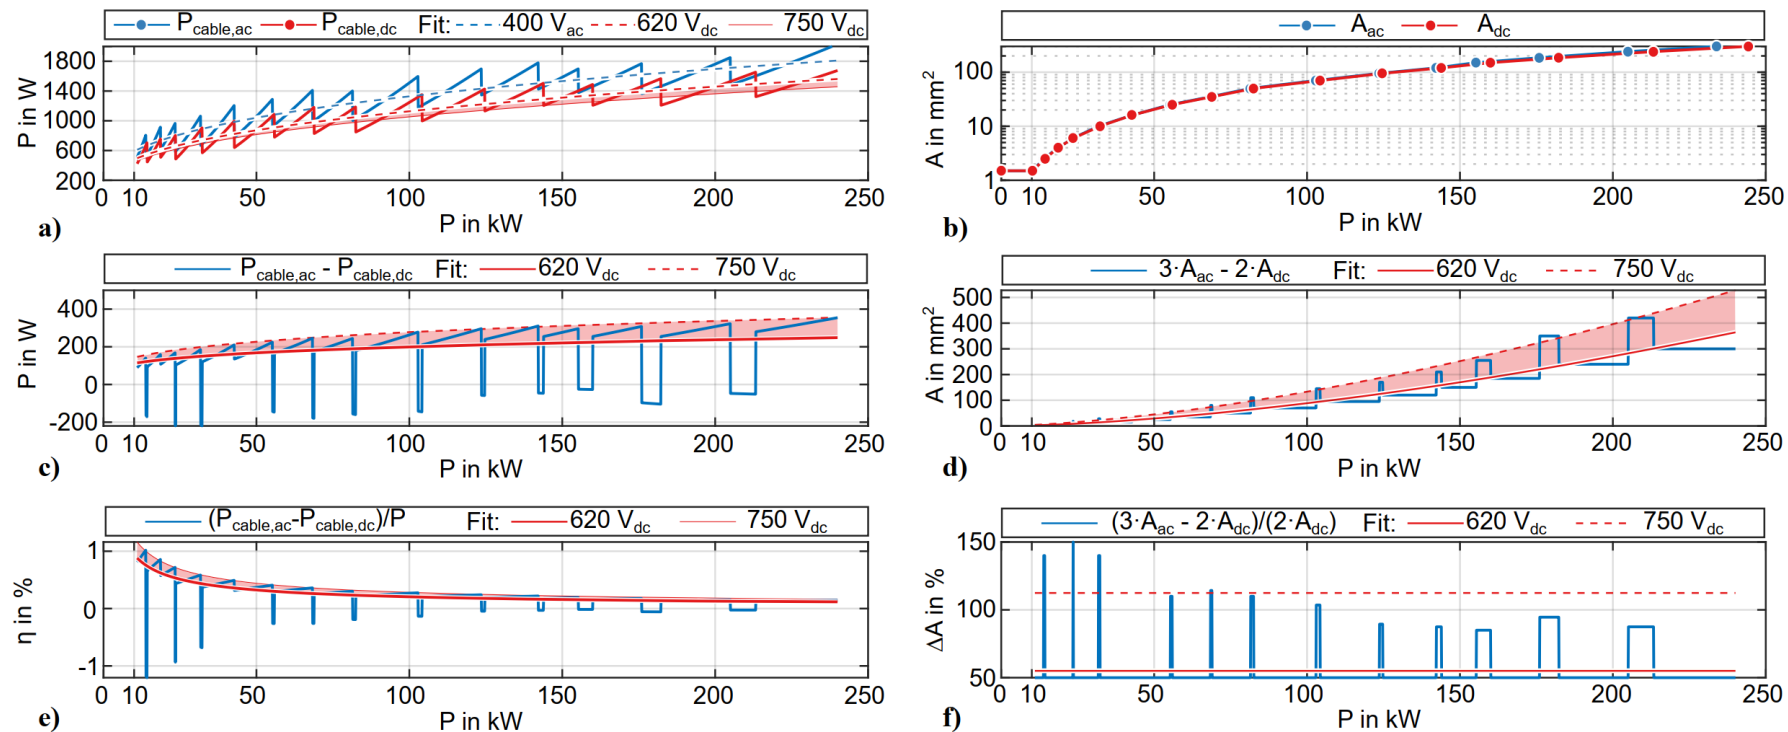 P_cable,ac P_cable,dc Fit: 400 V_ac 620 V_dc 750 V_dc
P in W
1800
1400
1000
600
200
0 10 50 100 150 200 250
P in kW
a)
A_ac A_dc
A in mm²
100
10
1
0 10 50 100 150 200 250
P in kW
b)
P_cable,ac - P_cable,dc Fit: 620 V_dc 750 V_dc
P in W
400
200
0
-200
0 10 50 100 150 200 250
P in kW
c)
3·A_ac - 2·A_dc Fit: 620 V_dc 750 V_dc
A in mm²
500
400
300
200
100
0
0 10 50 100 150 200 250
P in kW
d)
(P_cable,ac-P_cable,dc)/P Fit: 620 V_dc 750 V_dc
η in %
1
0
-1
0 10 50 100 150 200 250
P in kW
e)
(3·A_ac - 2·A_dc)/(2·A_dc) Fit: 620 V_dc 750 V_dc
ΔA in %
150
100
50
0 10 50 100 150 200 250
P in kW
f)